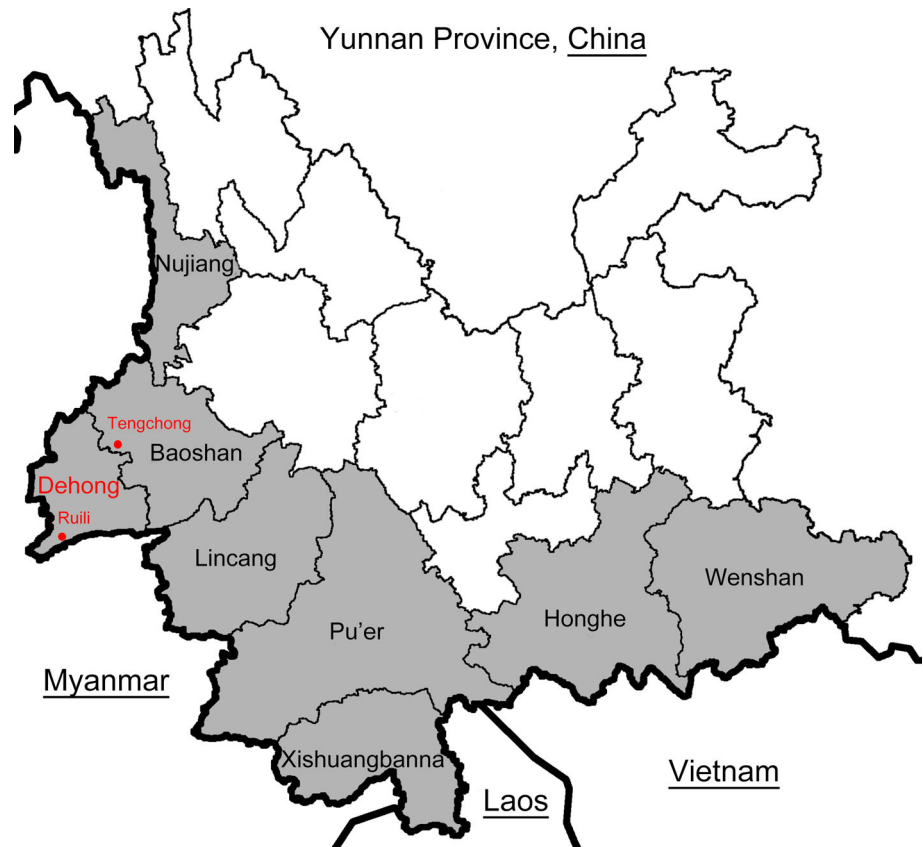 Yunnan Province, China
Nujiang
Tengchong
Baoshan
Dehong
Ruili
Lincang
Wenshan
Honghe
Pu'er
Myanmar
Xishuangbanna
Vietnam
Laos